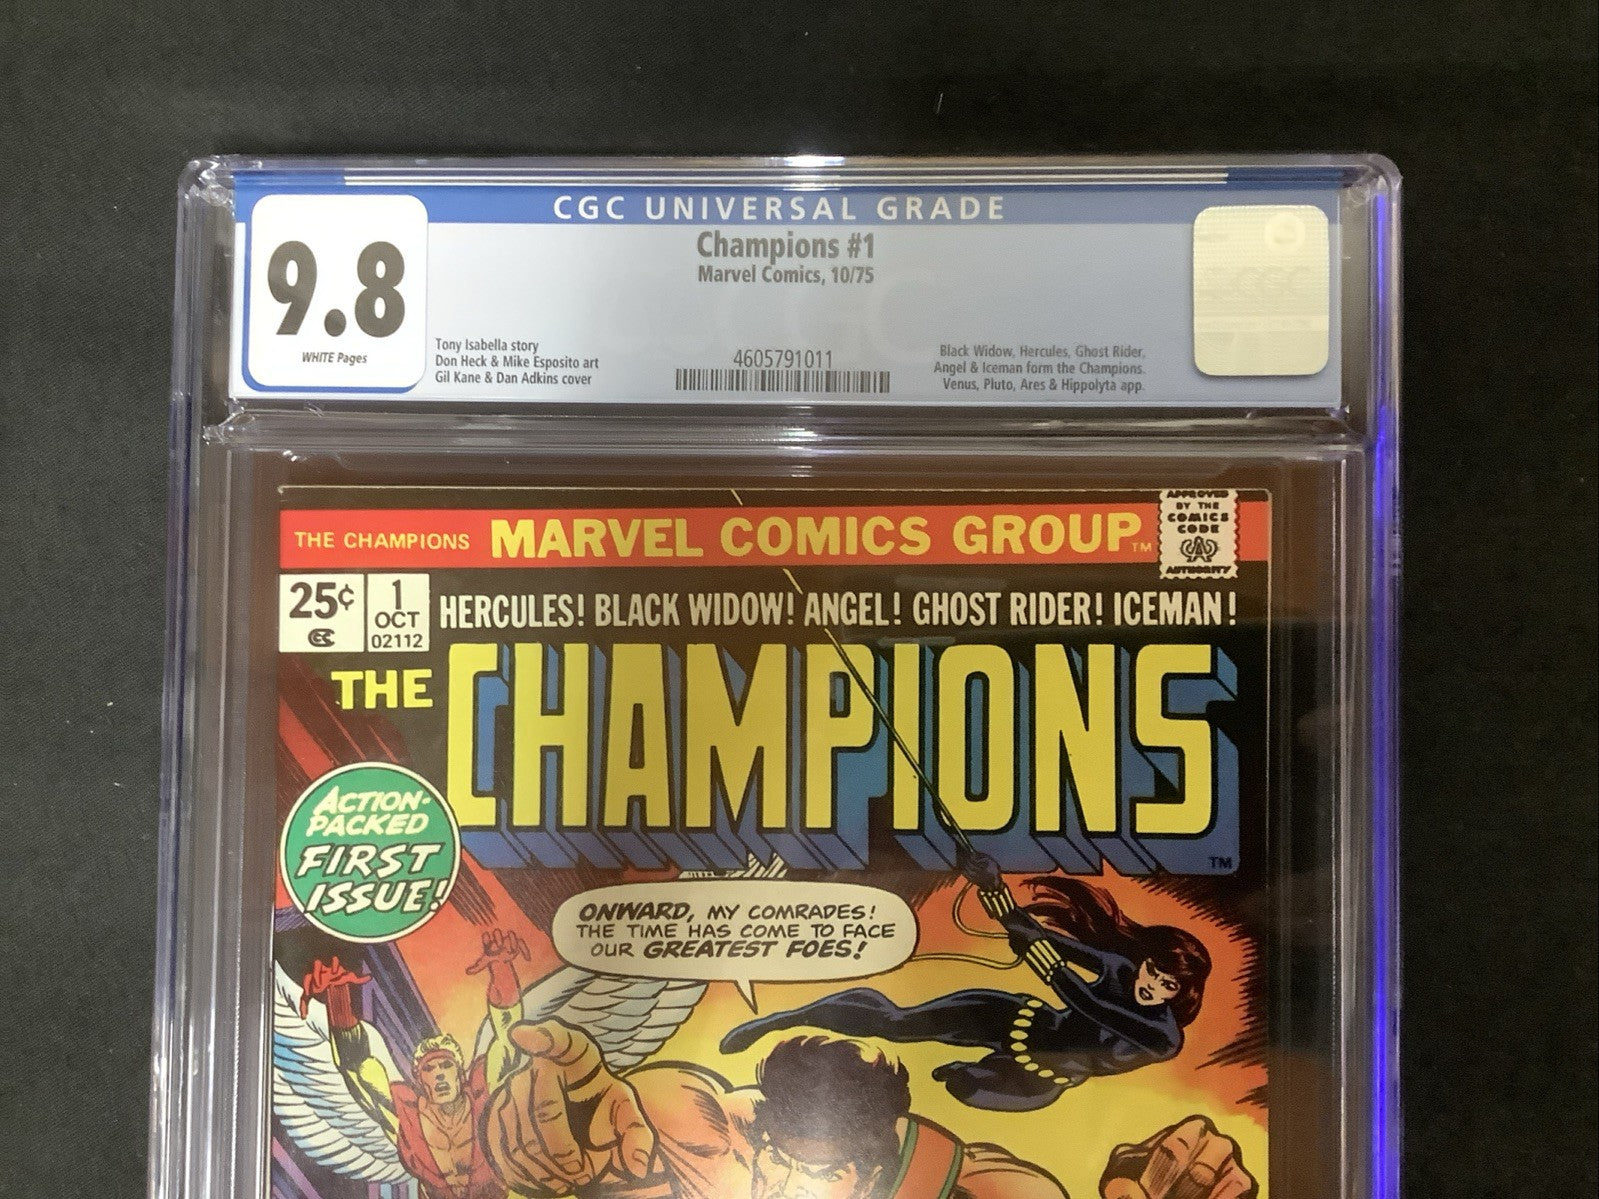 CGC UNIVERSAL GRADE
9.8
WHITE Pages
Champions #1
Marvel Comics, 10/75
Tony Isabella story
Don Heck & Mike Esposito art
Gil Kane & Dan Adkins cover
4605791011
Black Widow, Hercules, Ghost Rider,
Angel & Iceman form the Champions.
Venus, Pluto, Ares & Hippolyta app.
CGC
THE CHAMPIONS MARVEL COMICS GROUP TM
APPROVED
BY THE
COMICS
CODE
AUTHORITY
25¢
CC
1
OCT
02112
HERCULES! BLACK WIDOW! ANGEL! GHOST RIDER! ICEMAN!
THE CHAMPIONS
TM
ACTION-
PACKED
FIRST
ISSUE!
ONWARD, MY COMRADES!
THE TIME HAS COME TO FACE
OUR GREATEST FOES!